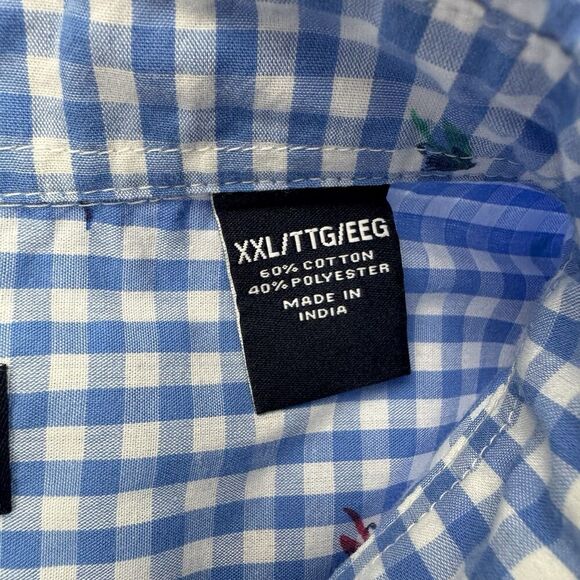 XXL/TTG/EEG
60% COTTON
40% POLYESTER
MADE IN
INDIA